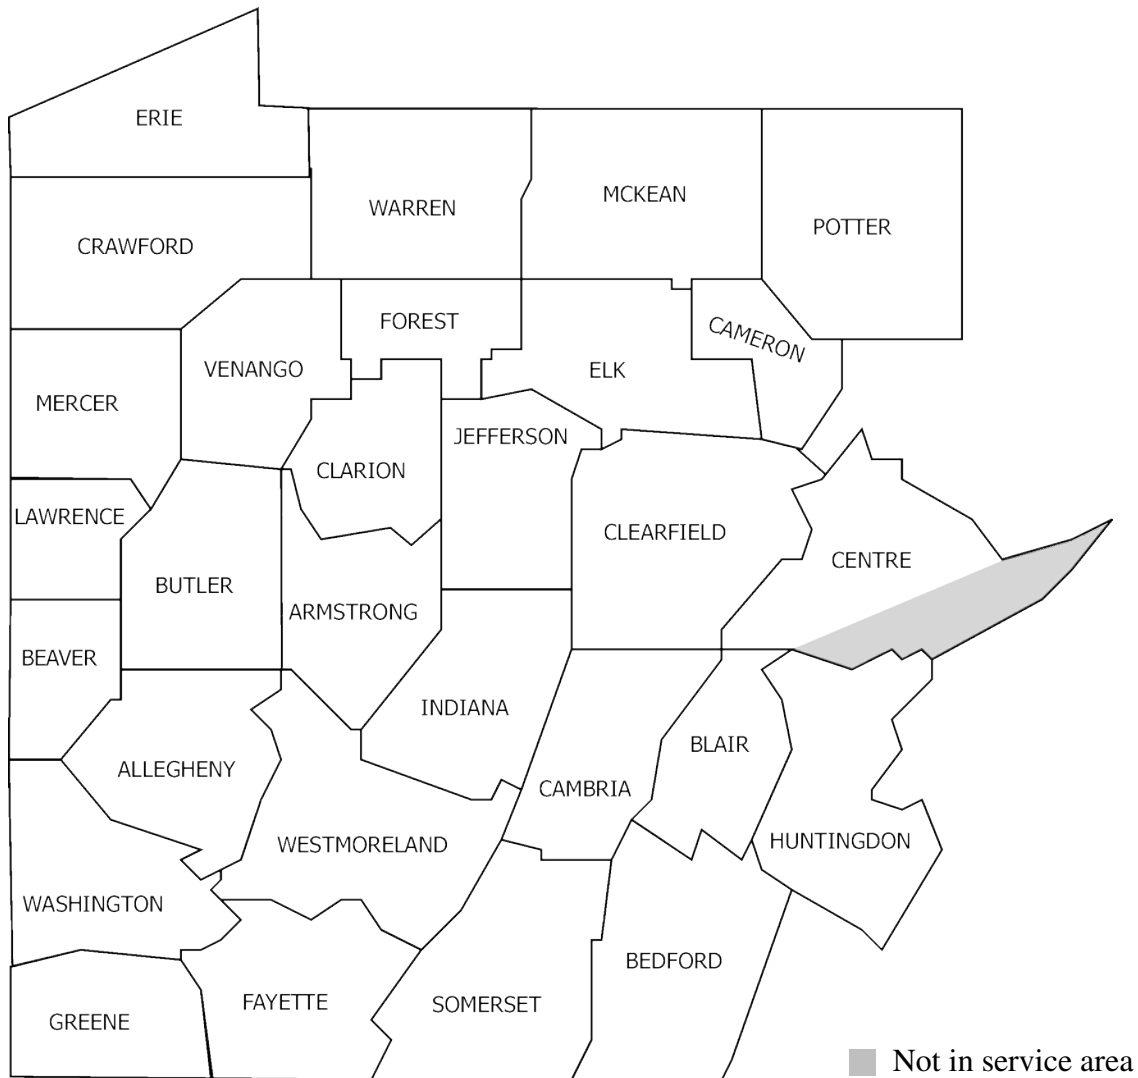 ERIE
WARREN
MCKEAN
POTTER
CRAWFORD
FOREST
CAMERON
VENANGO
ELK
MERCER
JEFFERSON
CLARION
LAWRENCE
CLEARFIELD
CENTRE
BUTLER
ARMSTRONG
BEAVER
INDIANA
BLAIR
ALLEGHENY
CAMBRIA
WESTMORELAND
HUNTINGDON
WASHINGTON
BEDFORD
FAYETTE
SOMERSET
GREENE
Not in service area